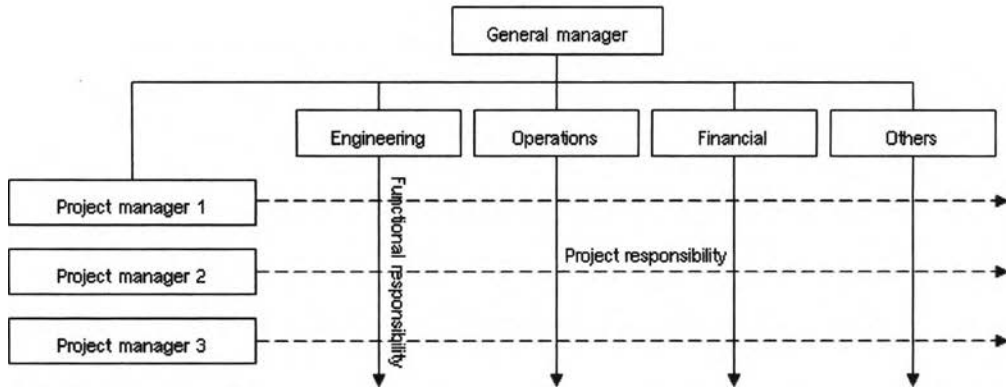 General manager
Engineering
Operations
Financial
Others
Project manager 1
Functional responsibility
Project responsibility
Project manager 2
Project manager 3